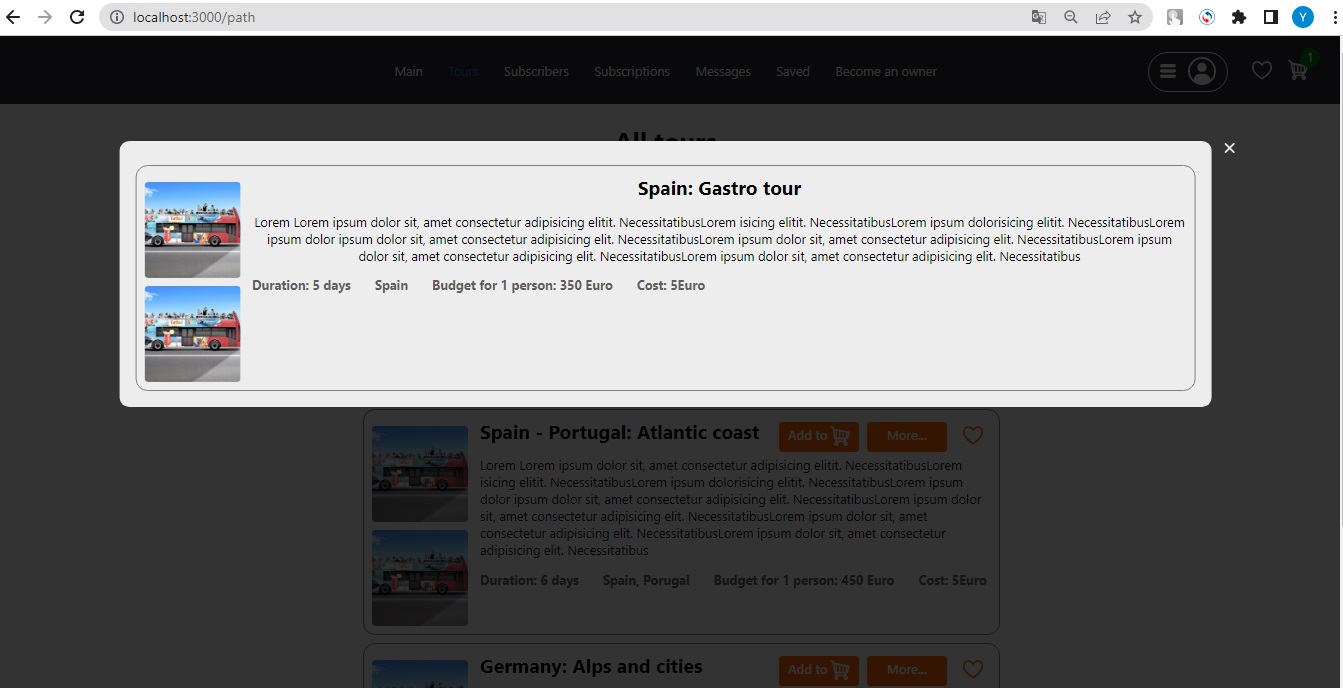 localhost:3000/path
Y
Main Tours Subscribers Subscriptions Messages Saved Become an owner
1
All tours
Spain: Gastro tour
Lorem Lorem ipsum dolor sit, amet consectetur adipisicing elitit. NecessitatibusLorem isicing elitit. NecessitatibusLorem ipsum dolorisicing elitit. NecessitatibusLorem
ipsum dolor ipsum dolor sit, amet consectetur adipisicing elit. NecessitatibusLorem ipsum dolor sit, amet consectetur adipisicing elit. NecessitatibusLorem ipsum
dolor sit, amet consectetur adipisicing elit. NecessitatibusLorem ipsum dolor sit, amet consectetur adipisicing elit. Necessitatibus
Duration: 5 days Spain Budget for 1 person: 350 Euro Cost: 5Euro
Spain - Portugal: Atlantic coast Add to More...
Lorem Lorem ipsum dolor sit, amet consectetur adipisicing elitit. NecessitatibusLorem
isicing elitit. NecessitatibusLorem ipsum dolorisicing elitit. NecessitatibusLorem ipsum
dolor ipsum dolor sit, amet consectetur adipisicing elit. NecessitatibusLorem ipsum dolor
sit, amet consectetur adipisicing elit. NecessitatibusLorem ipsum dolor sit, amet
consectetur adipisicing elit. NecessitatibusLorem ipsum dolor sit, amet consectetur
adipisicing elit. Necessitatibus
Duration: 6 days Spain, Porugal Budget for 1 person: 450 Euro Cost: 5Euro
Germany: Alps and cities Add to More...